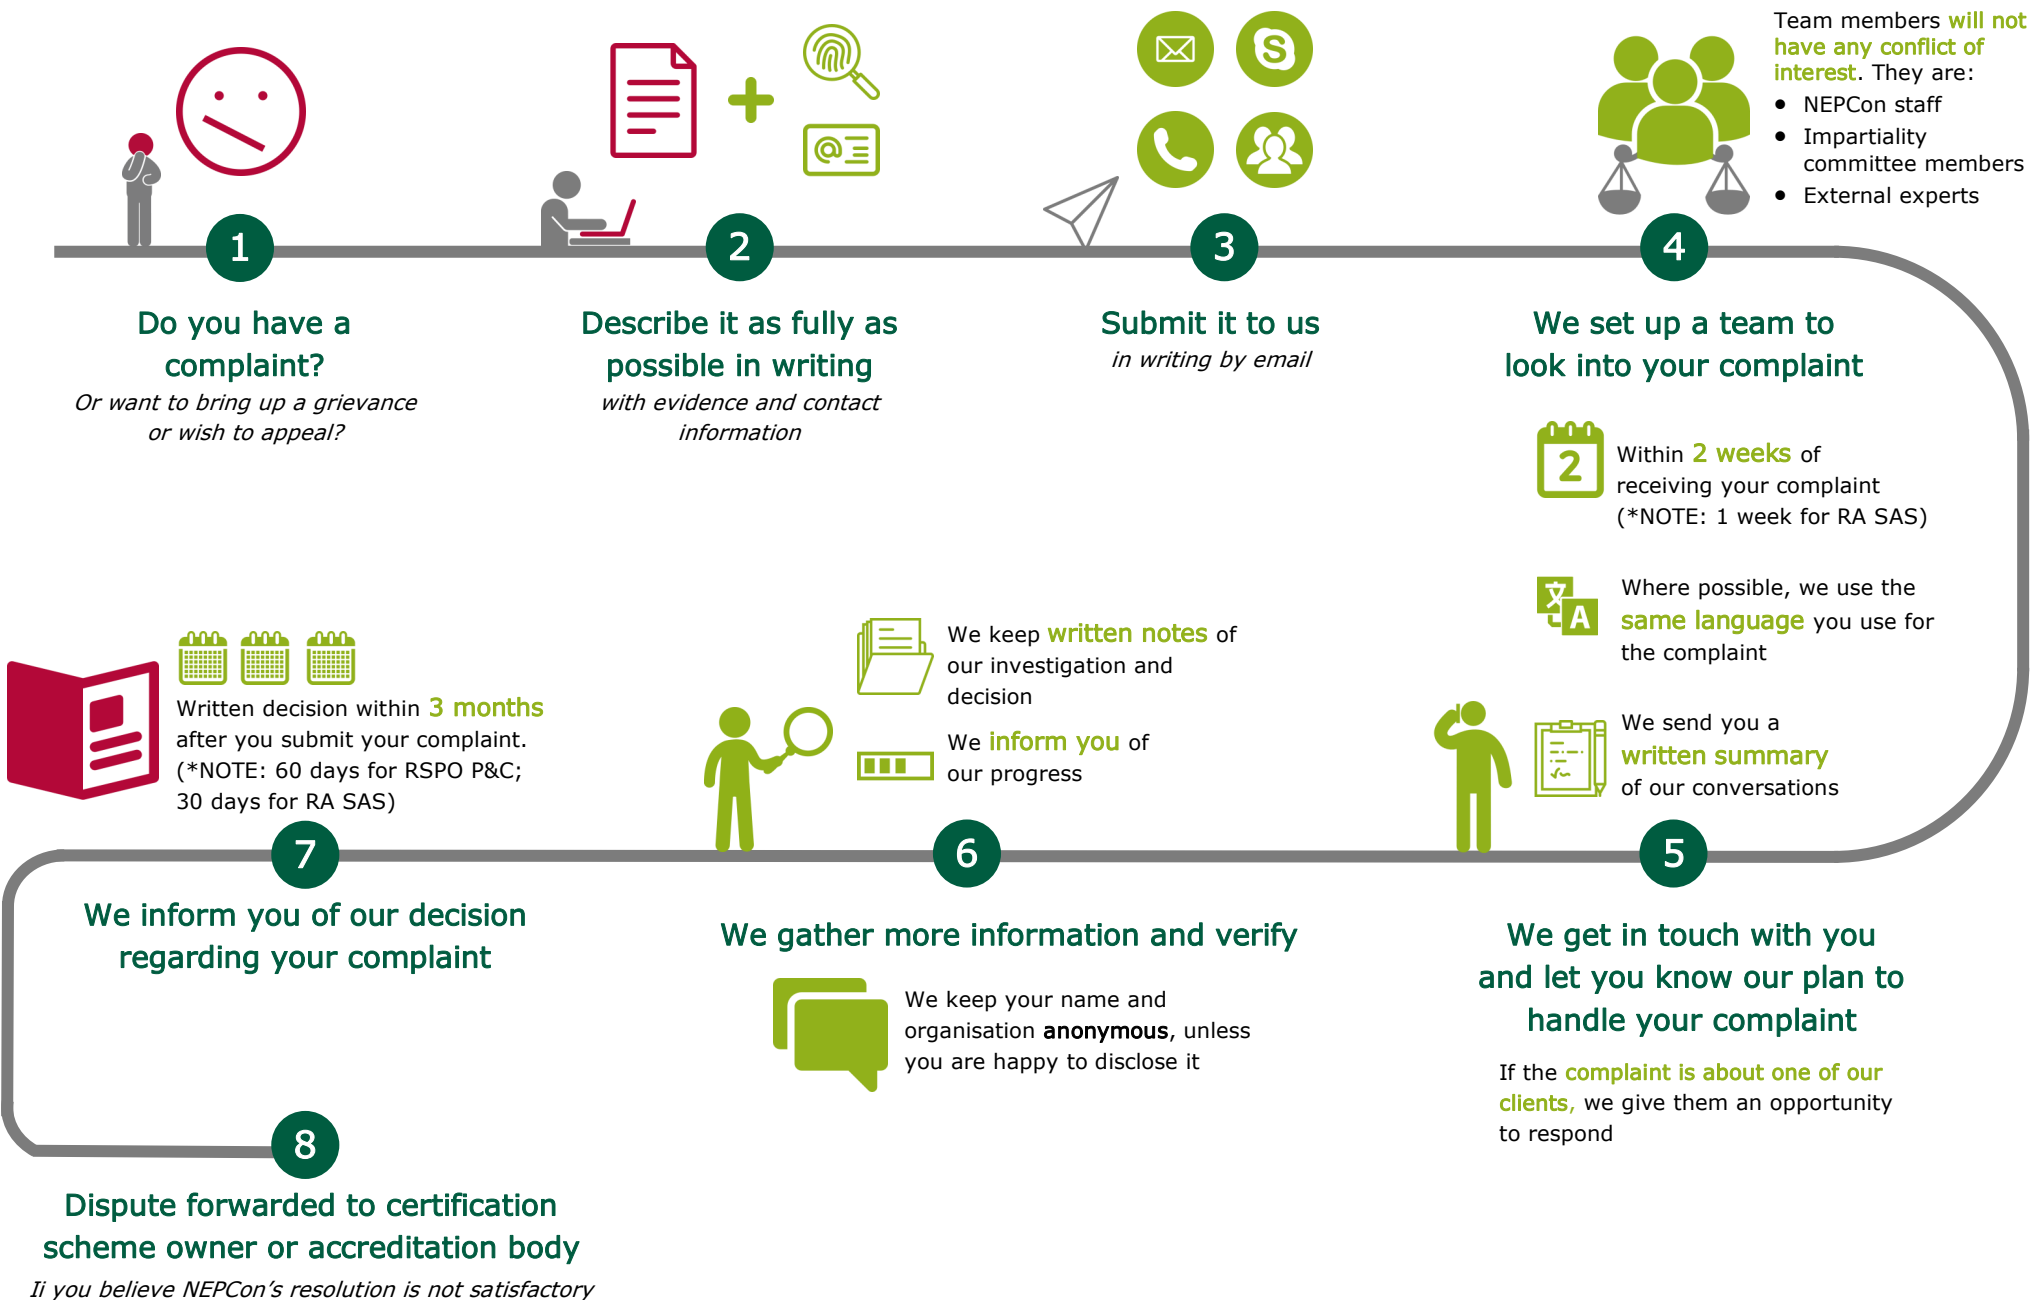 1
Do you have a
complaint?
Or want to bring up a grievance
or wish to appeal?
2
Describe it as fully as
possible in writing
with evidence and contact
information
3
Submit it to us
in writing by email
Team members will not
have any conflict of
interest. They are:
• NEPCon staff
• Impartiality
committee members
• External experts
4
We set up a team to
look into your complaint
2
Within 2 weeks of
receiving your complaint
(*NOTE: 1 week for RA SAS)
Where possible, we use the
same language you use for
the complaint
We send you a
written summary
of our conversations
5
We get in touch with you
and let you know our plan to
handle your complaint
If the complaint is about one of our
clients, we give them an opportunity
to respond
We keep written notes of
our investigation and
decision
We inform you of
our progress
6
We gather more information and verify
We keep your name and
organisation anonymous, unless
you are happy to disclose it
Written decision within 3 months
after you submit your complaint.
(*NOTE: 60 days for RSPO P&C;
30 days for RA SAS)
7
We inform you of our decision
regarding your complaint
8
Dispute forwarded to certification
scheme owner or accreditation body
Ii you believe NEPCon's resolution is not satisfactory